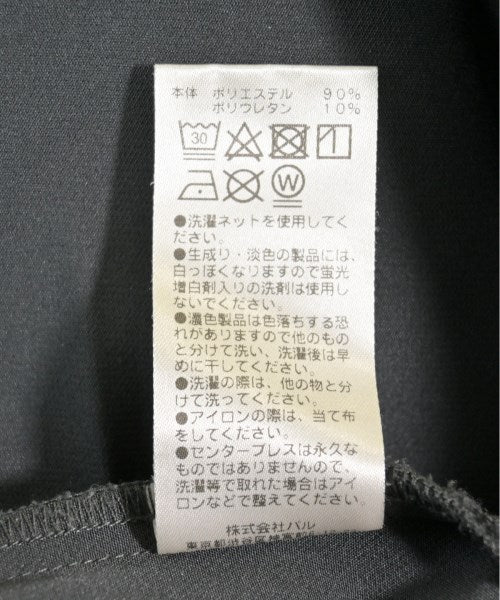 本体 ポリエステル 90%
ポリウレタン 10%
30
W
●洗濯ネットを使用してく
ださい。
●生成り・淡色の製品には、
白っぽくなりますので蛍光
増白剤入りの洗剤は使用し
ないでください。
●濃色製品は色落ちする恐
れがありますので他のもの
と分けて洗い、洗濯後は早
めに干してください。
●洗濯の際は、他の物と分
けて洗ってください。
●アイロンの際は、当て布
をしてください。
●センタープレスは永久な
ものではありませんので、
洗濯等で取れた場合はアイ
ロンなどで整えてください。
株式会社パル
東京都渋谷区